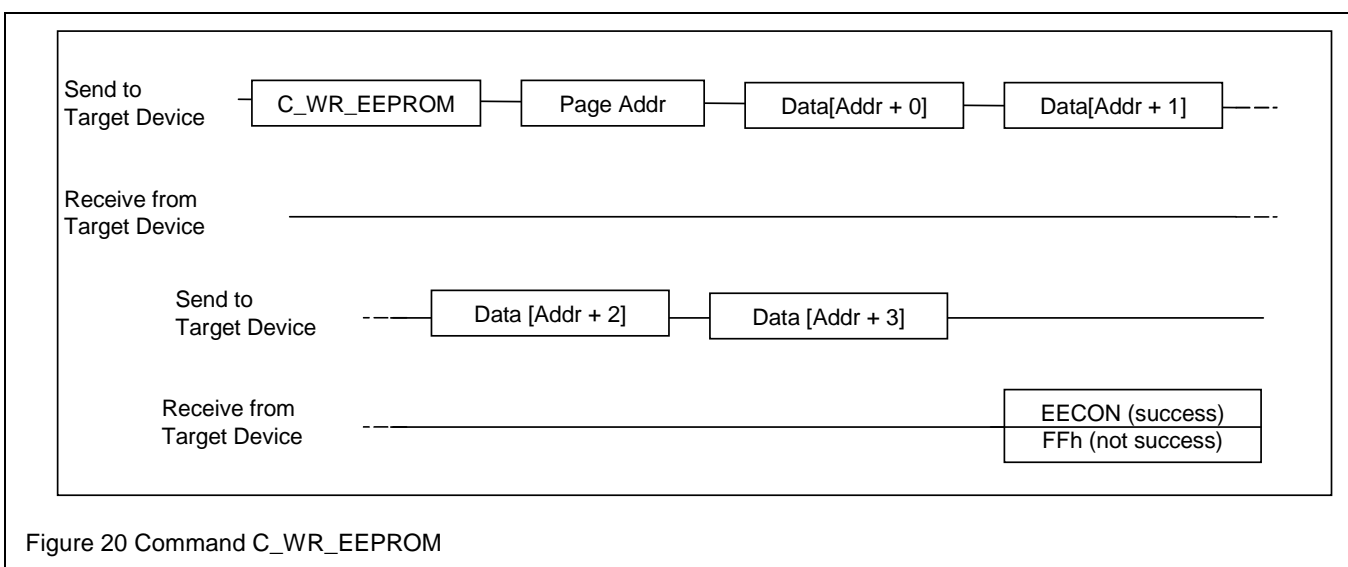 Send to
Target Device
C_WR_EEPROM
Page Addr
Data[Addr + 0]
Data[Addr + 1]
Receive from
Target Device
Send to
Target Device
Data [Addr + 2]
Data [Addr + 3]
Receive from
Target Device
EECON (success)
FFh (not success)
Figure 20 Command C_WR_EEPROM